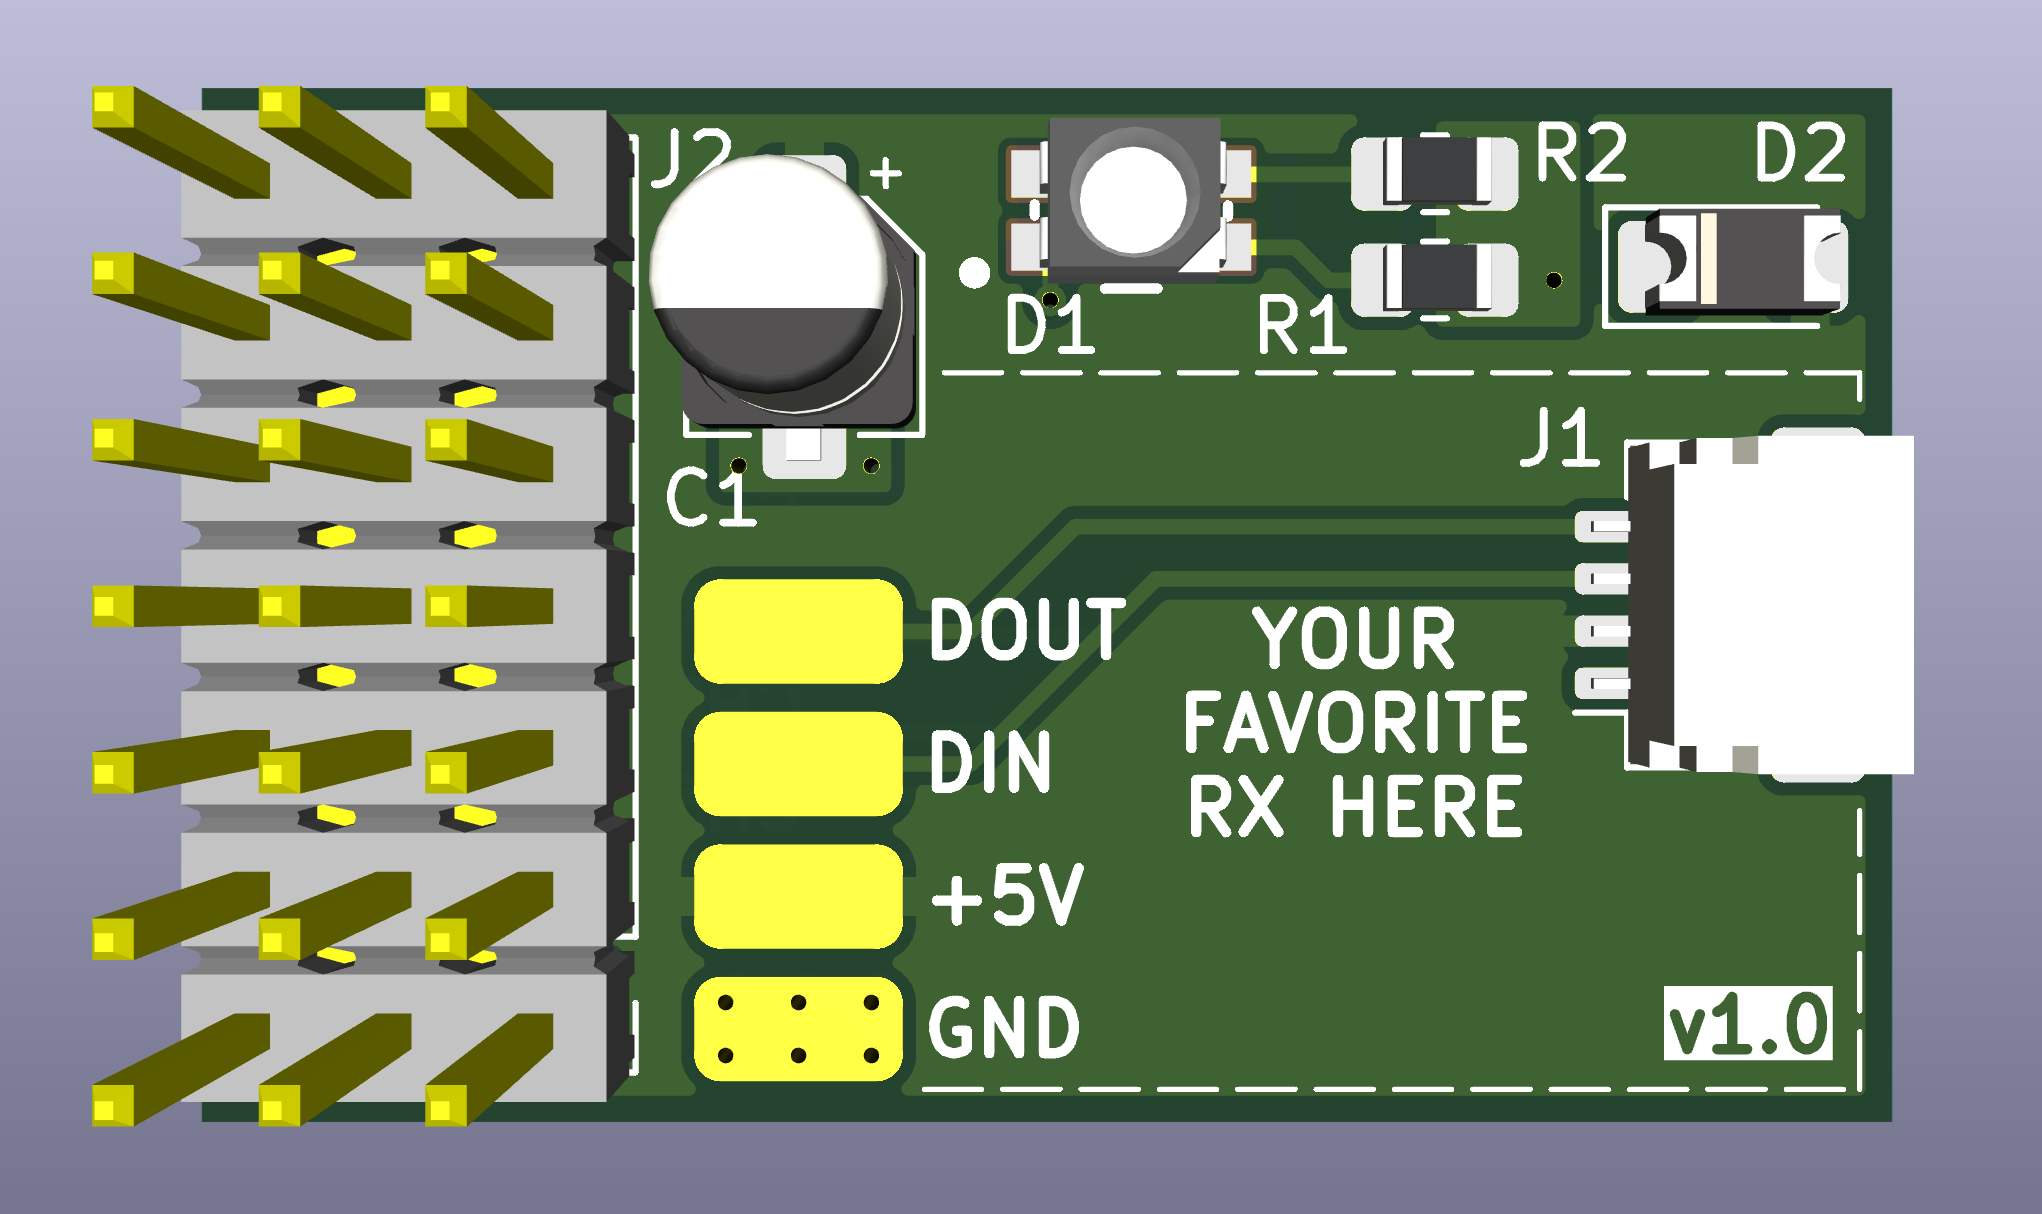 J2
+
R2
D2
D1
R1
J1
C1
DOUT
YOUR
FAVORITE
RX HERE
DIN
+5V
GND
v1.0